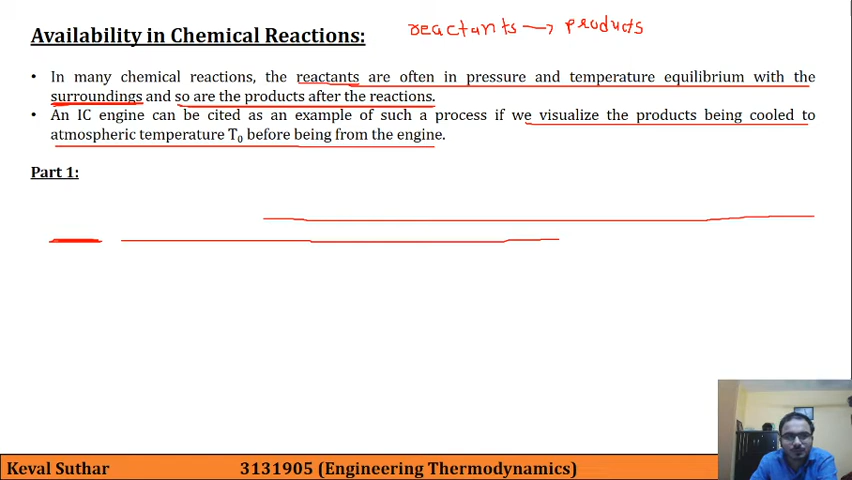 Availability in Chemical Reactions:
reactants → products
• In many chemical reactions, the reactants are often in pressure and temperature equilibrium with the
surroundings and so are the products after the reactions.
• An IC engine can be cited as an example of such a process if we visualize the products being cooled to
atmospheric temperature T₀ before being from the engine.
Part 1:
Keval Suthar 3131905 (Engineering Thermodynamics)